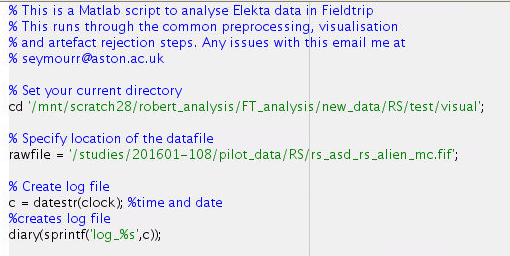 % This is a Matlab script to analyse Elekta data in Fieldtrip
% This runs through the common preprocessing, visualisation
% and artefact rejection steps. Any issues with this email me at
% seymourr@aston.ac.uk
% Set your current directory
cd '/mnt/scratch28/robert_analysis/FT_analysis/new_data/RS/test/visual';
% Specify location of the datafile
rawfile = '/studies/201601-108/pilot_data/RS/rs_asd_rs_alien_mc.fif';
% Create log file
c = datestr(clock); %time and date
%creates log file
diary(sprintf('log_%s',c));